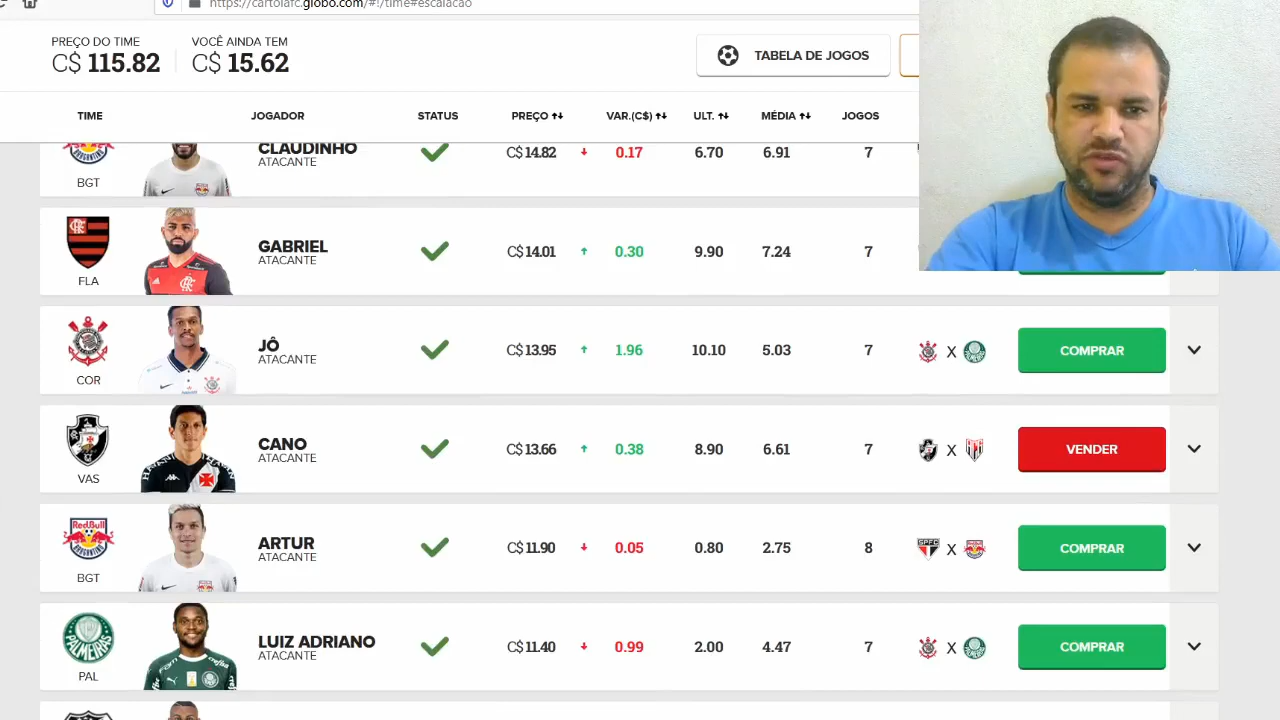 https://cartolafc.globo.com/#!/time#escalacao
PREÇO DO TIME
C$ 115.82
VOCÊ AINDA TEM
C$ 15.62
TABELA DE JOGOS
TIME JOGADOR STATUS PREÇO VAR.(C$) ULT. MÉDIA JOGOS
CLAUDINHO
ATACANTE
BGT
C$ 14.82 0.17 6.70 6.91 7
GABRIEL
ATACANTE
FLA
C$ 14.01 0.30 9.90 7.24 7
JÔ
ATACANTE
COR
C$ 13.95 1.96 10.10 5.03 7 X COMPRAR
CANO
ATACANTE
VAS
C$ 13.66 0.38 8.90 6.61 7 X VENDER
RedBull
ARTUR
ATACANTE
BGT
C$ 11.90 0.05 0.80 2.75 8 SPFC X COMPRAR
PALMEIRAS
LUIZ ADRIANO
ATACANTE
PAL
C$ 11.40 0.99 2.00 4.47 7 X COMPRAR